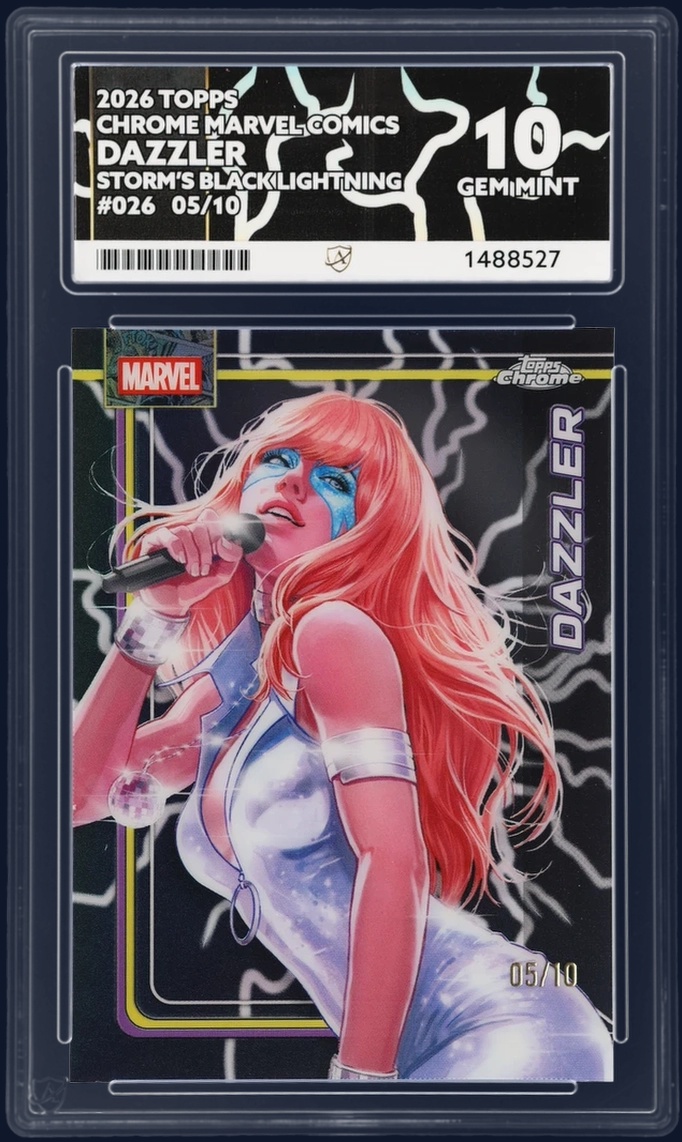 2026 TOPPS
CHROME MARVEL COMICS
DAZZLER
STORM'S BLACK LIGHTNING
#026 05/10
10
GEM MINT
1488527
MARVEL
Topps
Chrome
DAZZLER
05/10